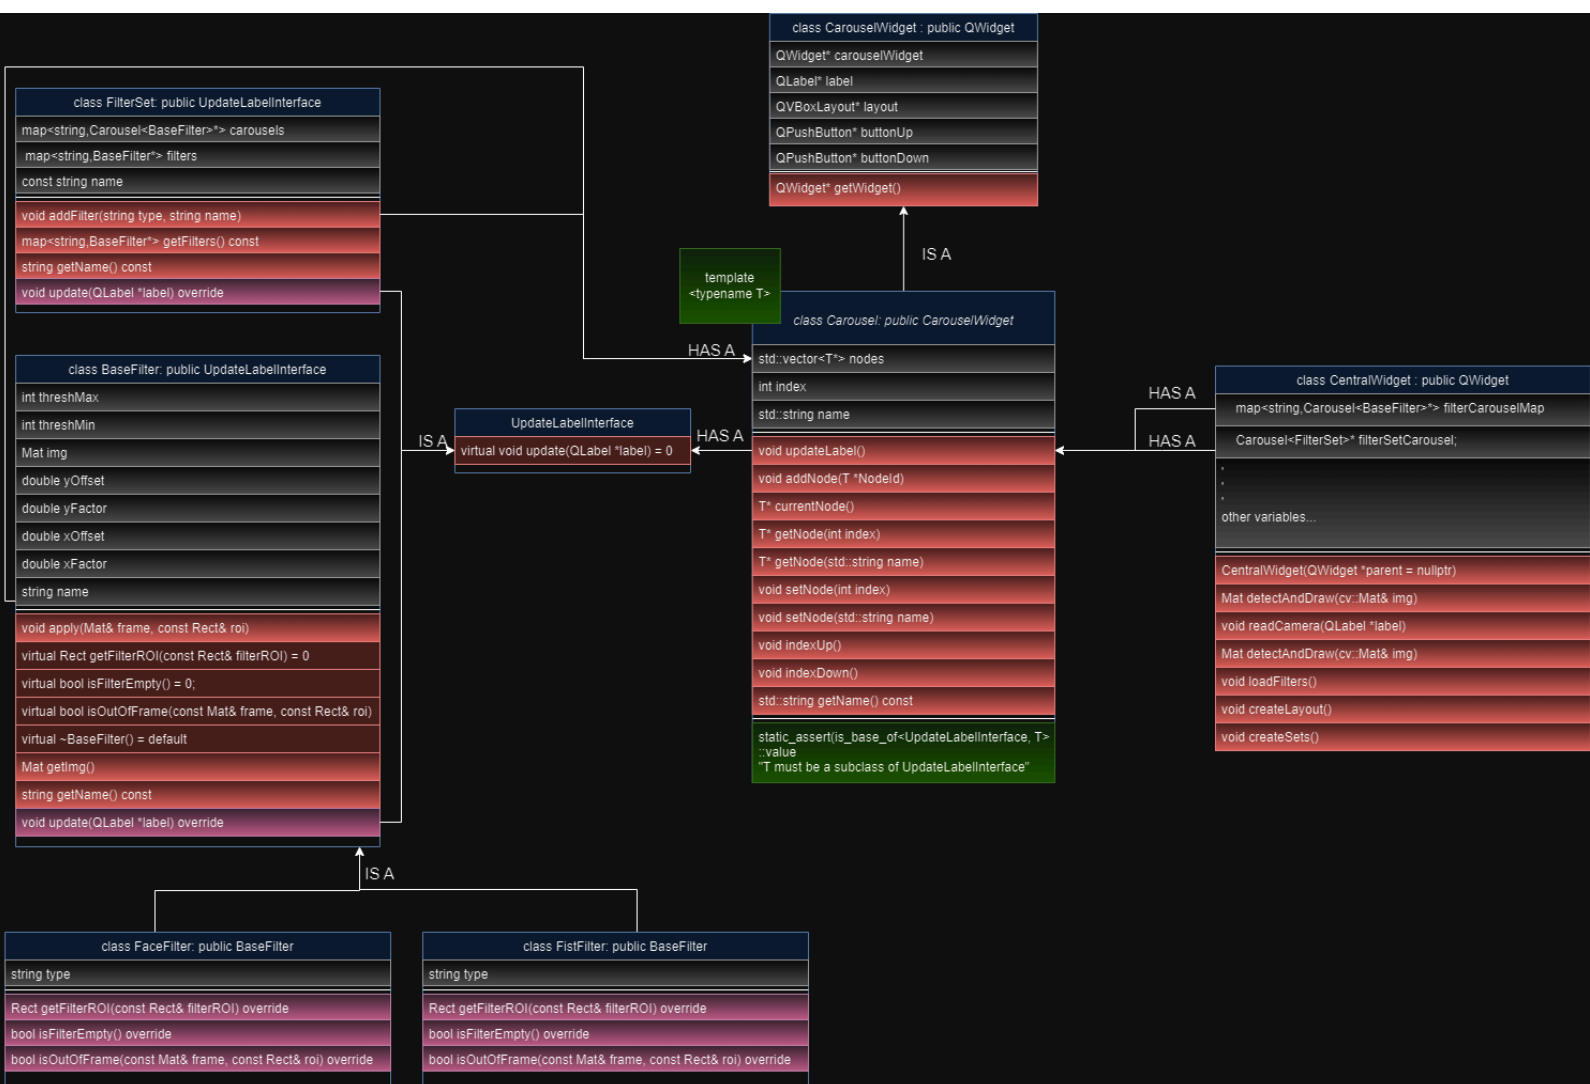 class CarouselWidget : public QWidget
QWidget* carouselWidget
QLabel* label
QVBoxLayout* layout
QPushButton* buttonUp
QPushButton* buttonDown
QWidget* getWidget()
IS A
class FilterSet: public UpdateLabelInterface
map<string,Carousel<BaseFilter>*> carousels
map<string,BaseFilter*> filters
const string name
void addFilter(string type, string name)
map<string,BaseFilter*> getFilters() const
string getName() const
void update(QLabel *label) override
class BaseFilter: public UpdateLabelInterface
int threshMax
int threshMin
Mat img
double yOffset
double yFactor
double xOffset
double xFactor
string name
void apply(Mat& frame, const Rect& roi)
virtual Rect getFilterROI(const Rect& filterROI) = 0
virtual bool isFilterEmpty() = 0;
virtual bool isOutOfFrame(const Mat& frame, const Rect& roi)
virtual ~BaseFilter() = default
Mat getImg()
string getName() const
void update(QLabel *label) override
IS A
UpdateLabelInterface
virtual void update(QLabel *label) = 0
HAS A
HAS A
template
<typename T>
class Carousel: public CarouselWidget
std::vector<T*> nodes
int index
std::string name
void updateLabel()
void addNode(T *NodeId)
T* currentNode()
T* getNode(int index)
T* getNode(std::string name)
void setNode(int index)
void setNode(std::string name)
void indexUp()
void indexDown()
std::string getName() const
static_assert(is_base_of<UpdateLabelInterface, T>
::value
"T must be a subclass of UpdateLabelInterface"
HAS A
HAS A
class CentralWidget : public QWidget
map<string,Carousel<BaseFilter>*> filterCarouselMap
Carousel<FilterSet>* filterSetCarousel;
.
.
.
other variables...
CentralWidget(QWidget *parent = nullptr)
Mat detectAndDraw(cv::Mat& img)
void readCamera(QLabel *label)
Mat detectAndDraw(cv::Mat& img)
void loadFilters()
void createLayout()
void createSets()
IS A
class FaceFilter: public BaseFilter
string type
Rect getFilterROI(const Rect& filterROI) override
bool isFilterEmpty() override
bool isOutOfFrame(const Mat& frame, const Rect& roi) override
class FistFilter: public BaseFilter
string type
Rect getFilterROI(const Rect& filterROI) override
bool isFilterEmpty() override
bool isOutOfFrame(const Mat& frame, const Rect& roi) override